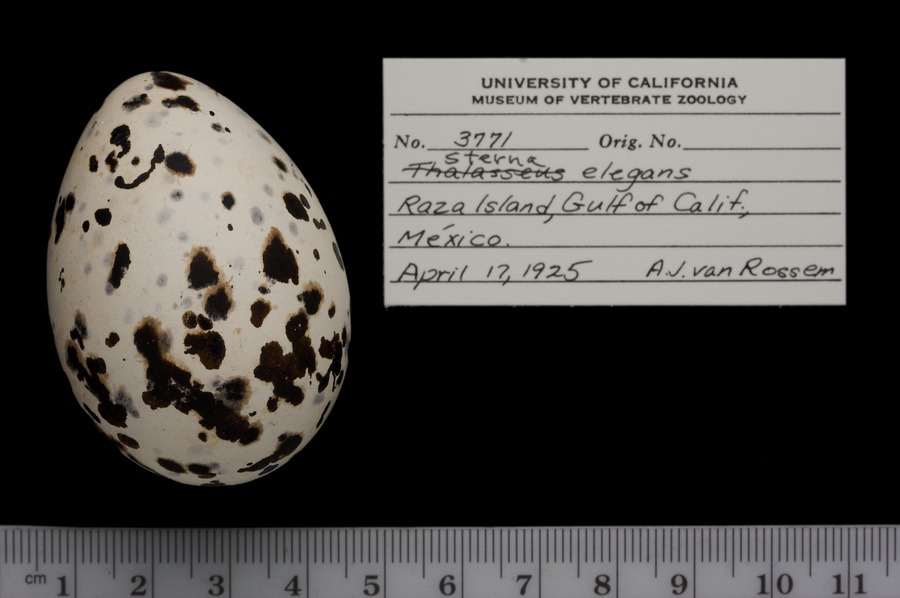 UNIVERSITY OF CALIFORNIA
MUSEUM OF VERTEBRATE ZOOLOGY
No. 3771 Orig. No.
Sterna
Thalasseus elegans
Raza Island, Gulf of Calif.,
México.
April 17, 1925 A.J. van Rossem
cm 1 2 3 4 5 6 7 8 9 10 11